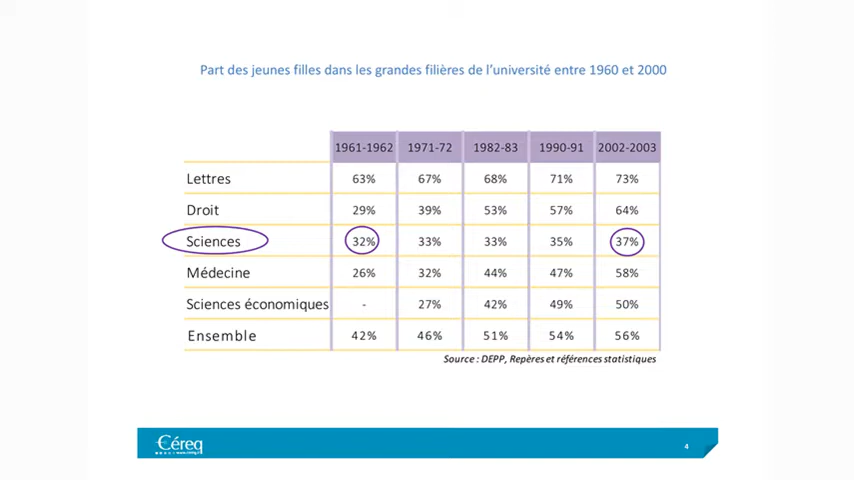 Part des jeunes filles dans les grandes filières de l'université entre 1960 et 2000
1961-1962 1971-72 1982-83 1990-91 2002-2003
Lettres 63% 67% 68% 71% 73%
Droit 29% 39% 53% 57% 64%
Sciences 32% 33% 33% 35% 37%
Médecine 26% 32% 44% 47% 58%
Sciences économiques - 27% 42% 49% 50%
Ensemble 42% 46% 51% 54% 56%
Source : DEPP, Repères et références statistiques
Céreq
4